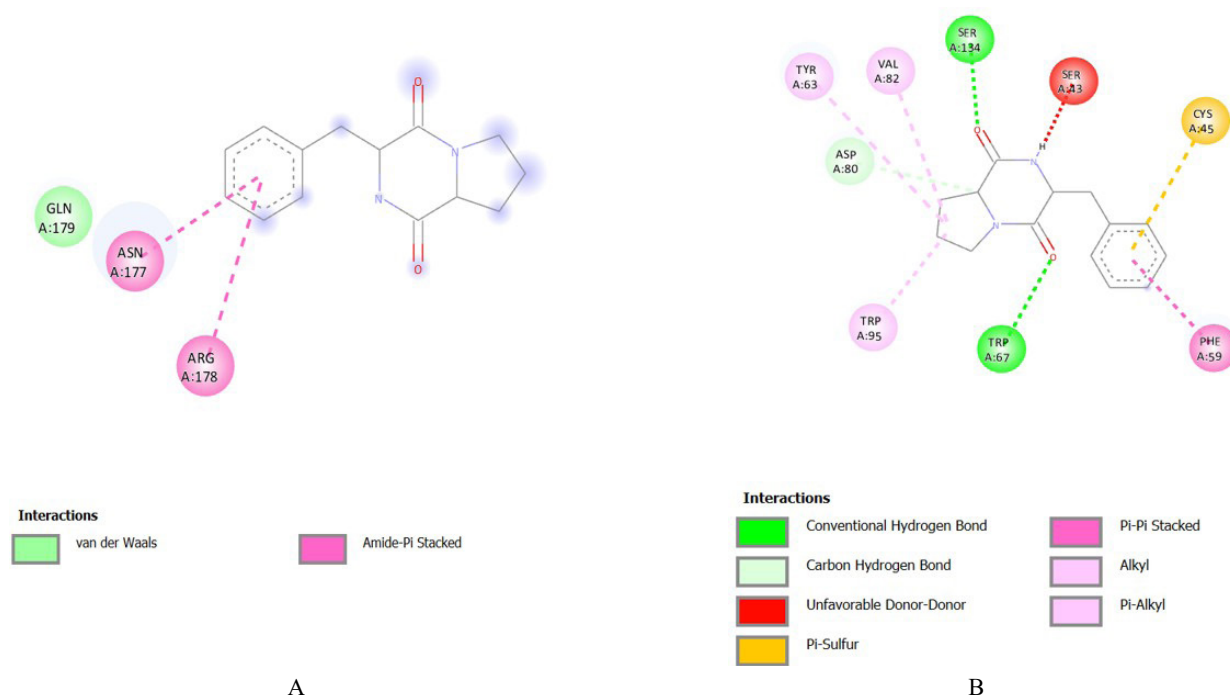 O
N
N
O
GLN
A:179
ASN
A:177
ARG
A:178
Interactions
van der Waals
Amide-Pi Stacked
A
SER
A:134
TYR
A:63
VAL
A:82
SER
A:43
CYS
A:45
ASP
A:80
O
H
N
N
O
TRP
A:95
TRP
A:67
PHE
A:59
Interactions
Conventional Hydrogen Bond
Carbon Hydrogen Bond
Unfavorable Donor-Donor
Pi-Sulfur
Pi-Pi Stacked
Alkyl
Pi-Alkyl
B